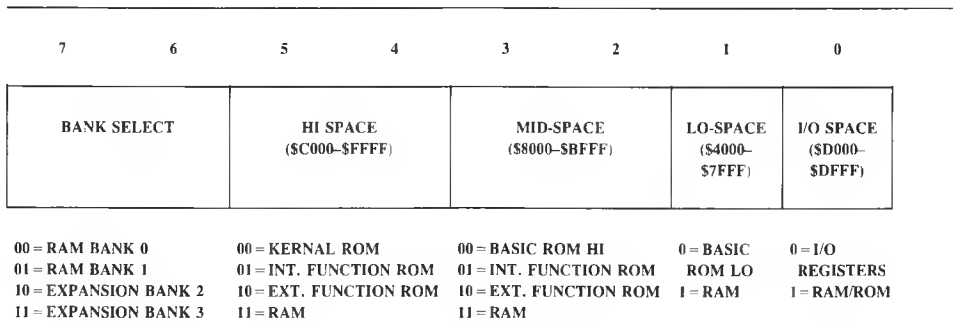 7 6 5 4 3 2 1 0
BANK SELECT
HI SPACE
($C000–$FFFF)
MID-SPACE
($8000–$BFFF)
LO-SPACE
($4000–
$7FFF)
I/O SPACE
($D000–
$DFFF)
00 = RAM BANK 0
01 = RAM BANK 1
10 = EXPANSION BANK 2
11 = EXPANSION BANK 3
00 = KERNAL ROM
01 = INT. FUNCTION ROM
10 = EXT. FUNCTION ROM
11 = RAM
00 = BASIC ROM HI
01 = INT. FUNCTION ROM
10 = EXT. FUNCTION ROM
11 = RAM
0 = BASIC
ROM LO
1 = RAM
0 = I/O
REGISTERS
1 = RAM/ROM